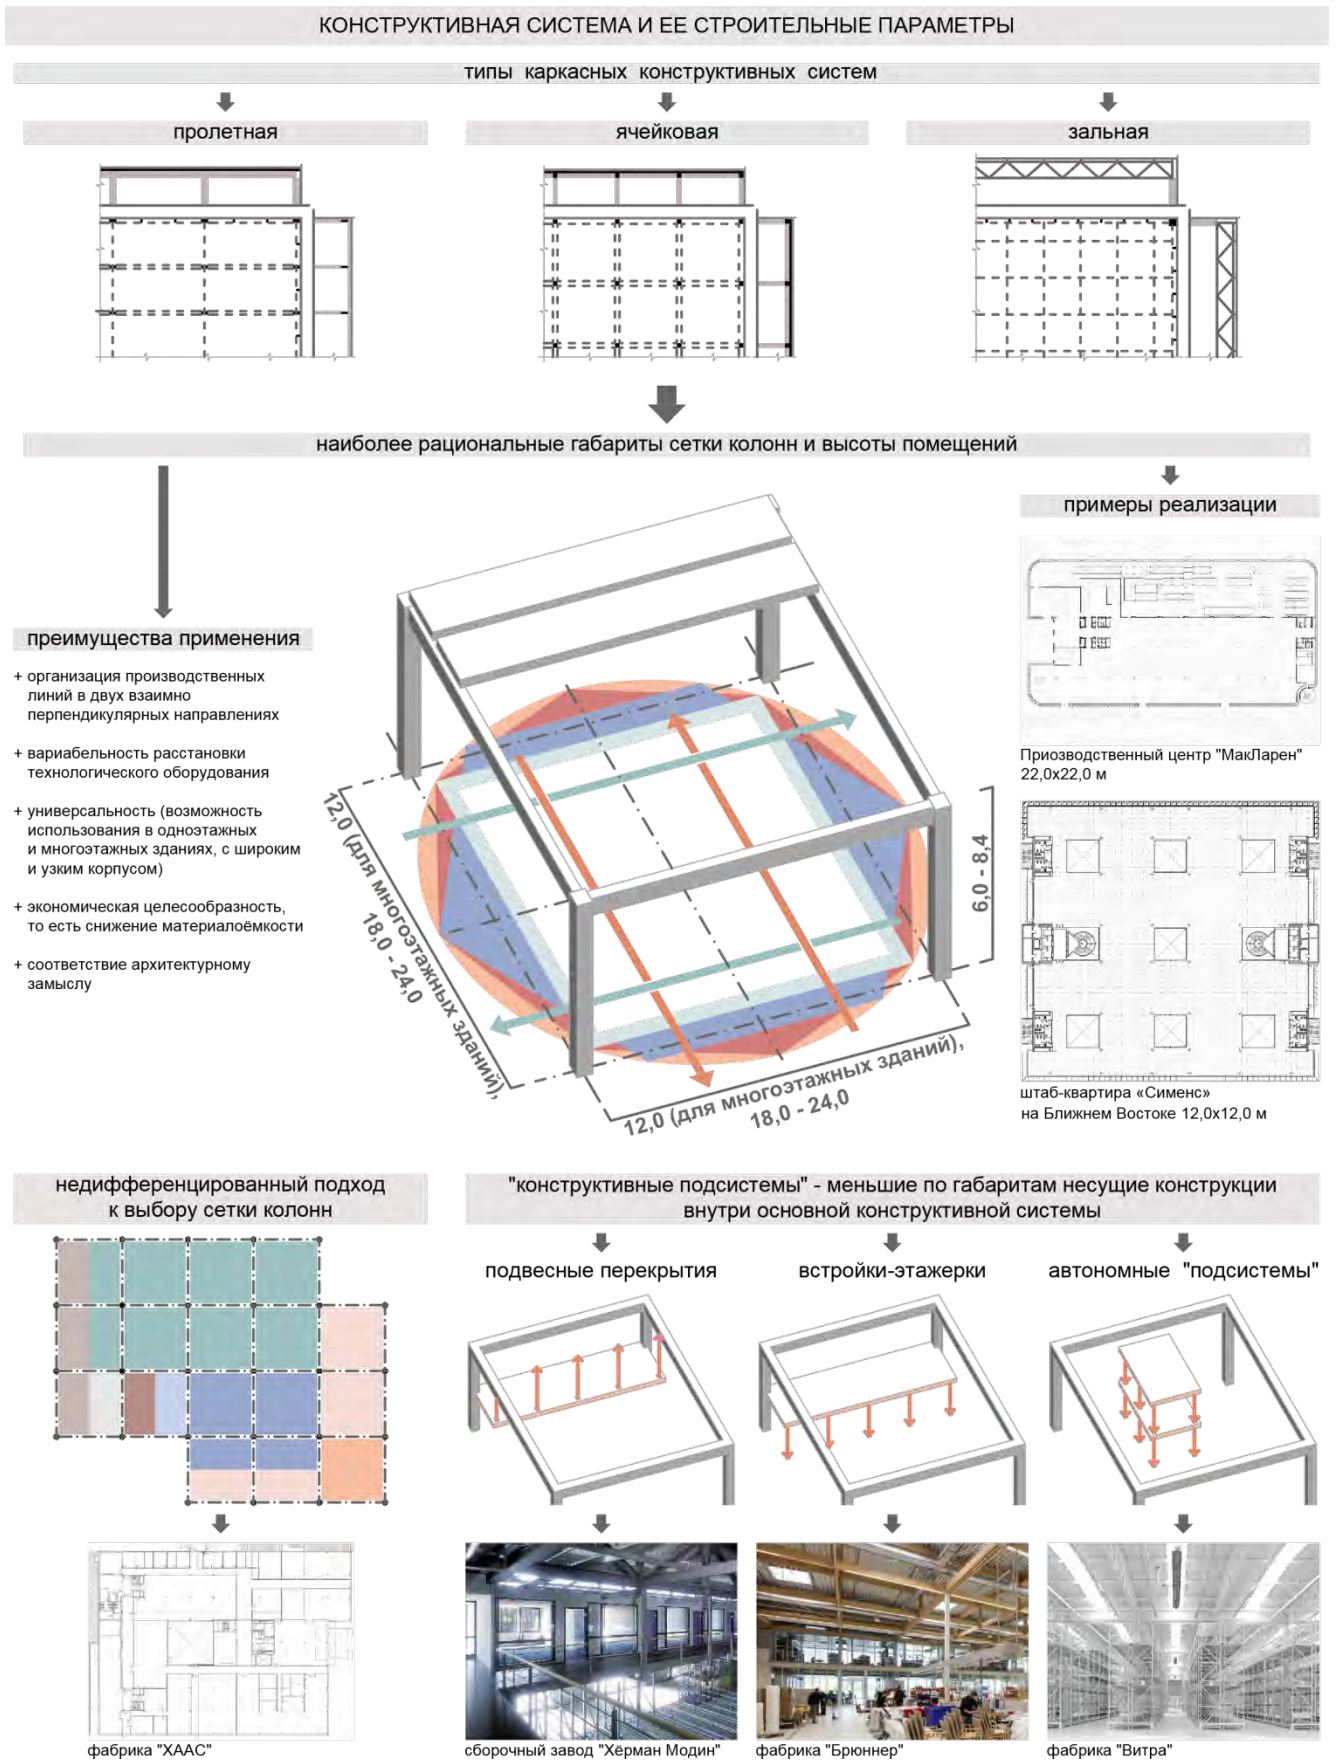 КОНСТРУКТИВНАЯ СИСТЕМА И ЕЕ СТРОИТЕЛЬНЫЕ ПАРАМЕТРЫ
типы каркасных конструктивных систем
пролетная
ячейковая
зальная
наиболее рациональные габариты сетки колонн и высоты помещений
преимущества применения
+ организация производственных
линий в двух взаимно
перпендикулярных направлениях
+ вариабельность расстановки
технологического оборудования
+ универсальность (возможность
использования в одноэтажных
и многоэтажных зданиях, с широким
и узким корпусом)
+ экономическая целесообразность,
то есть снижение материалоёмкости
+ соответствие архитектурному
замыслу
12,0 (для многоэтажных зданий),
18,0 - 24,0
12,0 (для многоэтажных зданий),
18,0 - 24,0
6,0 - 8,4
примеры реализации
Приозводственный центр "МакЛарен"
22,0х22,0 м
штаб-квартира «Сименс»
на Ближнем Востоке 12,0х12,0 м
недифференцированный подход
к выбору сетки колонн
фабрика "ХААС"
"конструктивные подсистемы" - меньшие по габаритам несущие конструкции
внутри основной конструктивной системы
подвесные перекрытия
встройки-этажерки
автономные "подсистемы"
сборочный завод "Хёрман Модин"
фабрика "Брюннер"
фабрика "Витра"